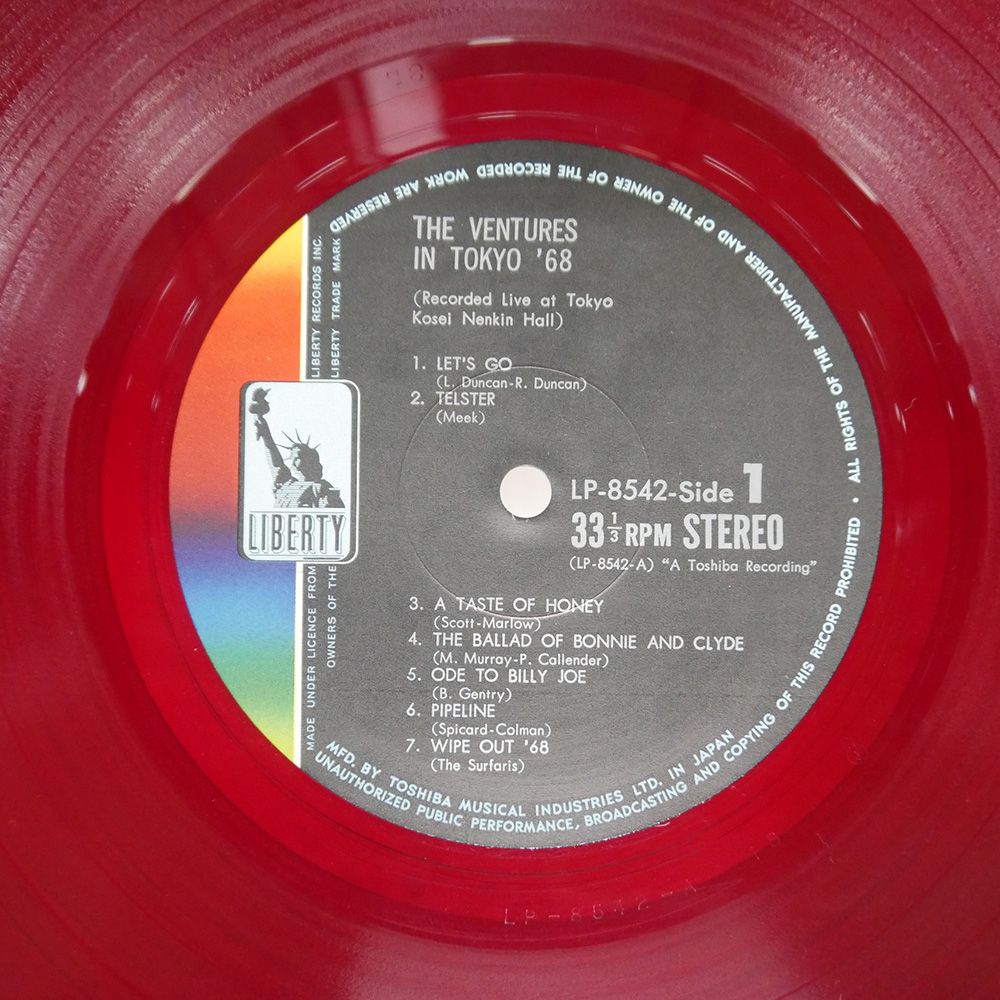 THE VENTURES
IN TOKYO '68
(Recorded Live at Tokyo
Kosei Nenkin Hall)
1. LET'S GO
(L. Duncan-R. Duncan)
2. TELSTER
(Meek)
LIBERTY
LP-8542-Side 1
33 1/3 RPM STEREO
(LP-8542-A) "A Toshiba Recording"
3. A TASTE OF HONEY
(Scott-Marlow)
4. THE BALLAD OF BONNIE AND CLYDE
(M. Murray-P. Callender)
5. ODE TO BILLY JOE
(B. Gentry)
6. PIPELINE
(Spicard-Colman)
7. WIPE OUT '68
(The Surfaris)
MADE UNDER LICENCE FROM LIBERTY RECORDS INC.
OWNERS OF THE LIBERTY TRADE MARK
MFD. BY TOSHIBA MUSICAL INDUSTRIES LTD. IN JAPAN
UNAUTHORIZED PUBLIC PERFORMANCE, BROADCASTING AND COPYING OF THIS RECORD PROHIBITED • ALL RIGHTS OF THE MANUFACTURER AND OF THE OWNER OF THE RECORDED WORK ARE RESERVED
LP-8542-A